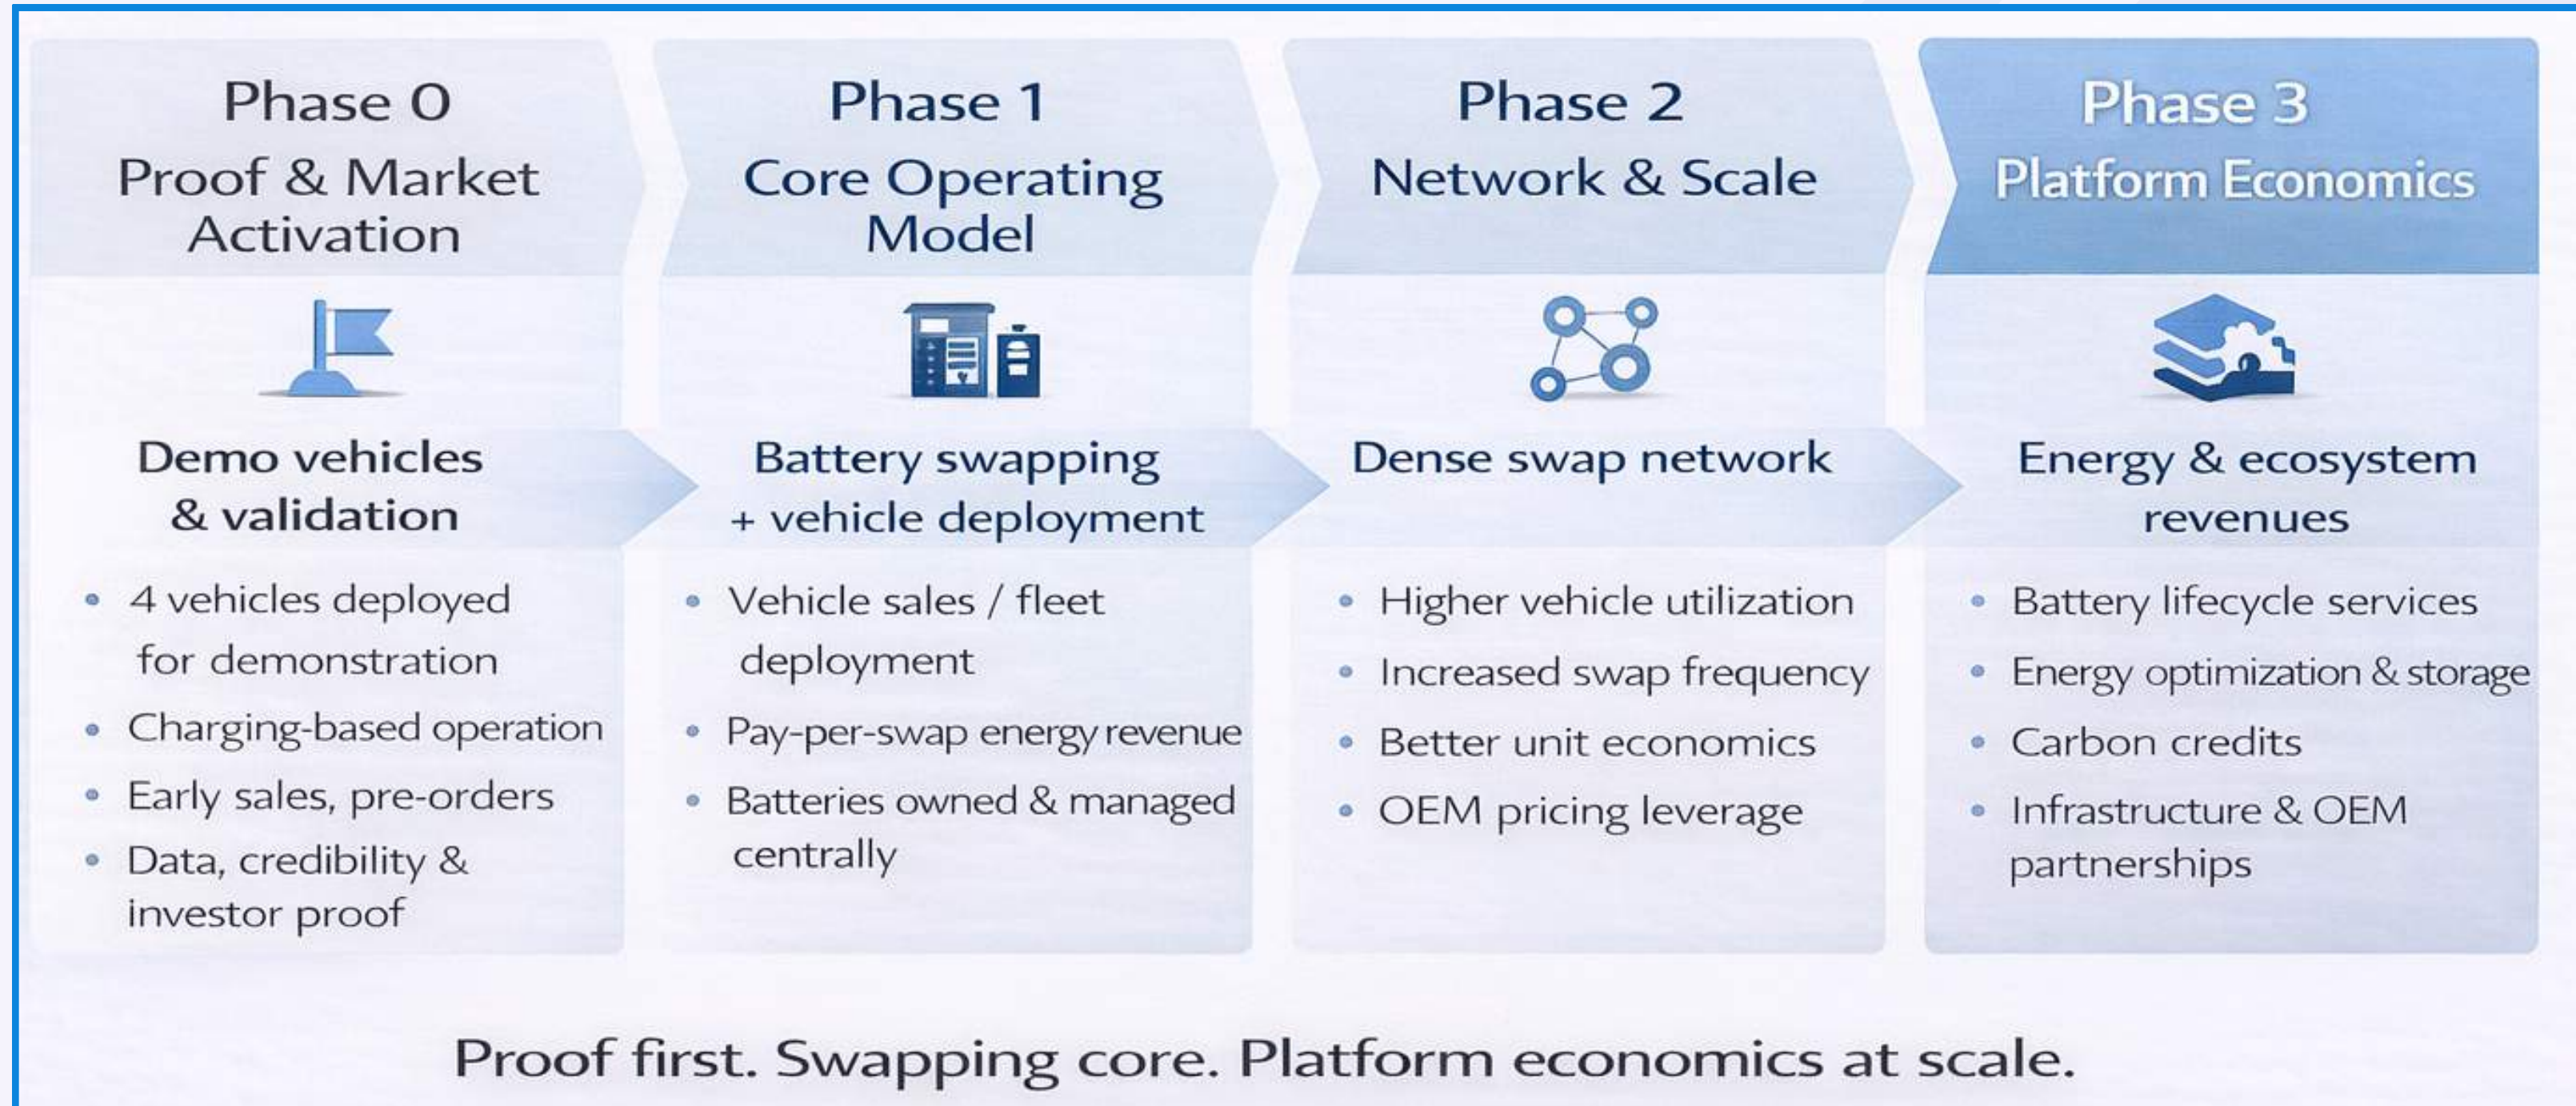 Phase 0
Proof & Market
Activation
Demo vehicles
& validation
• 4 vehicles deployed
for demonstration
• Charging-based operation
• Early sales, pre-orders
• Data, credibility &
investor proof
Phase 1
Core Operating
Model
Battery swapping
+ vehicle deployment
• Vehicle sales / fleet
deployment
• Pay-per-swap energy revenue
• Batteries owned & managed
centrally
Phase 2
Network & Scale
Dense swap network
• Higher vehicle utilization
• Increased swap frequency
• Better unit economics
• OEM pricing leverage
Phase 3
Platform Economics
Energy & ecosystem
revenues
• Battery lifecycle services
• Energy optimization & storage
• Carbon credits
• Infrastructure & OEM
partnerships
Proof first. Swapping core. Platform economics at scale.